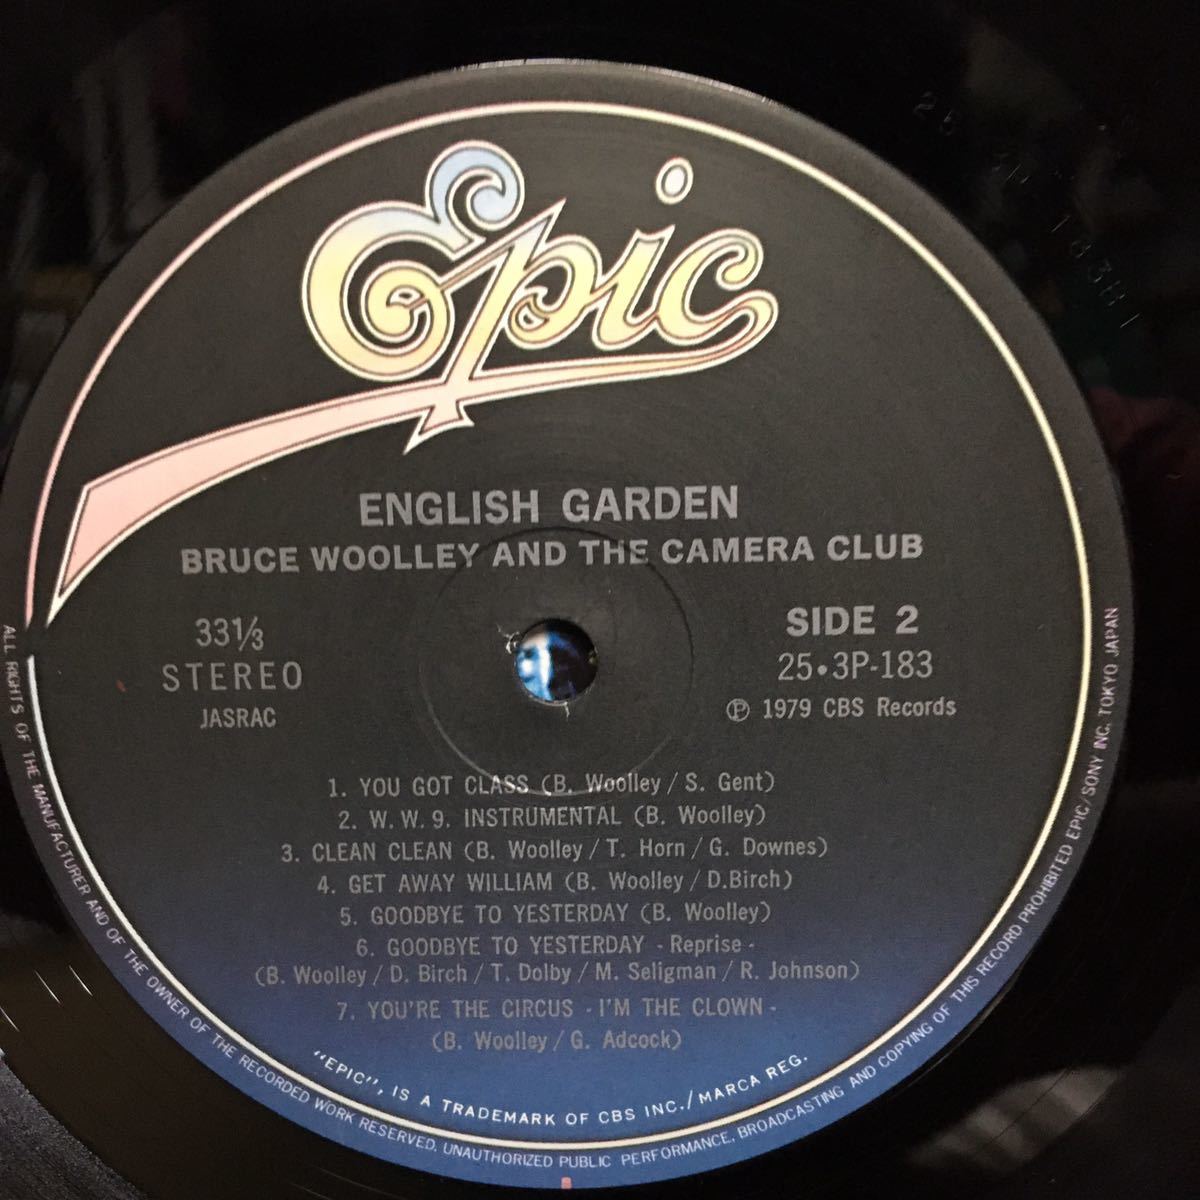 Epic
ENGLISH GARDEN
BRUCE WOOLLEY AND THE CAMERA CLUB
33⅓
STEREO
JASRAC
SIDE 2
25・3P-183
Ⓟ 1979 CBS Records
1. YOU GOT CLASS (B. Woolley / S. Gent)
2. W. W. 9. INSTRUMENTAL (B. Woolley)
3. CLEAN CLEAN (B. Woolley / T. Horn / G. Downes)
4. GET AWAY WILLIAM (B. Woolley / D.Birch)
5. GOODBYE TO YESTERDAY (B. Woolley)
6. GOODBYE TO YESTERDAY - Reprise -
(B. Woolley / D. Birch / T. Dolby / M. Seligman / R. Johnson)
7. YOU'RE THE CIRCUS - I'M THE CLOWN -
(B. Woolley / G. Adcock)
"EPIC", IS A TRADEMARK OF CBS INC./MARCA REG.
ALL RIGHTS OF THE MANUFACTURER AND OF THE OWNER OF THE RECORDED WORK RESERVED. UNAUTHORIZED PUBLIC PERFORMANCE, BROADCASTING AND COPYING OF THIS RECORD PROHIBITED EPIC/SONY INC. TOKYO JAPAN